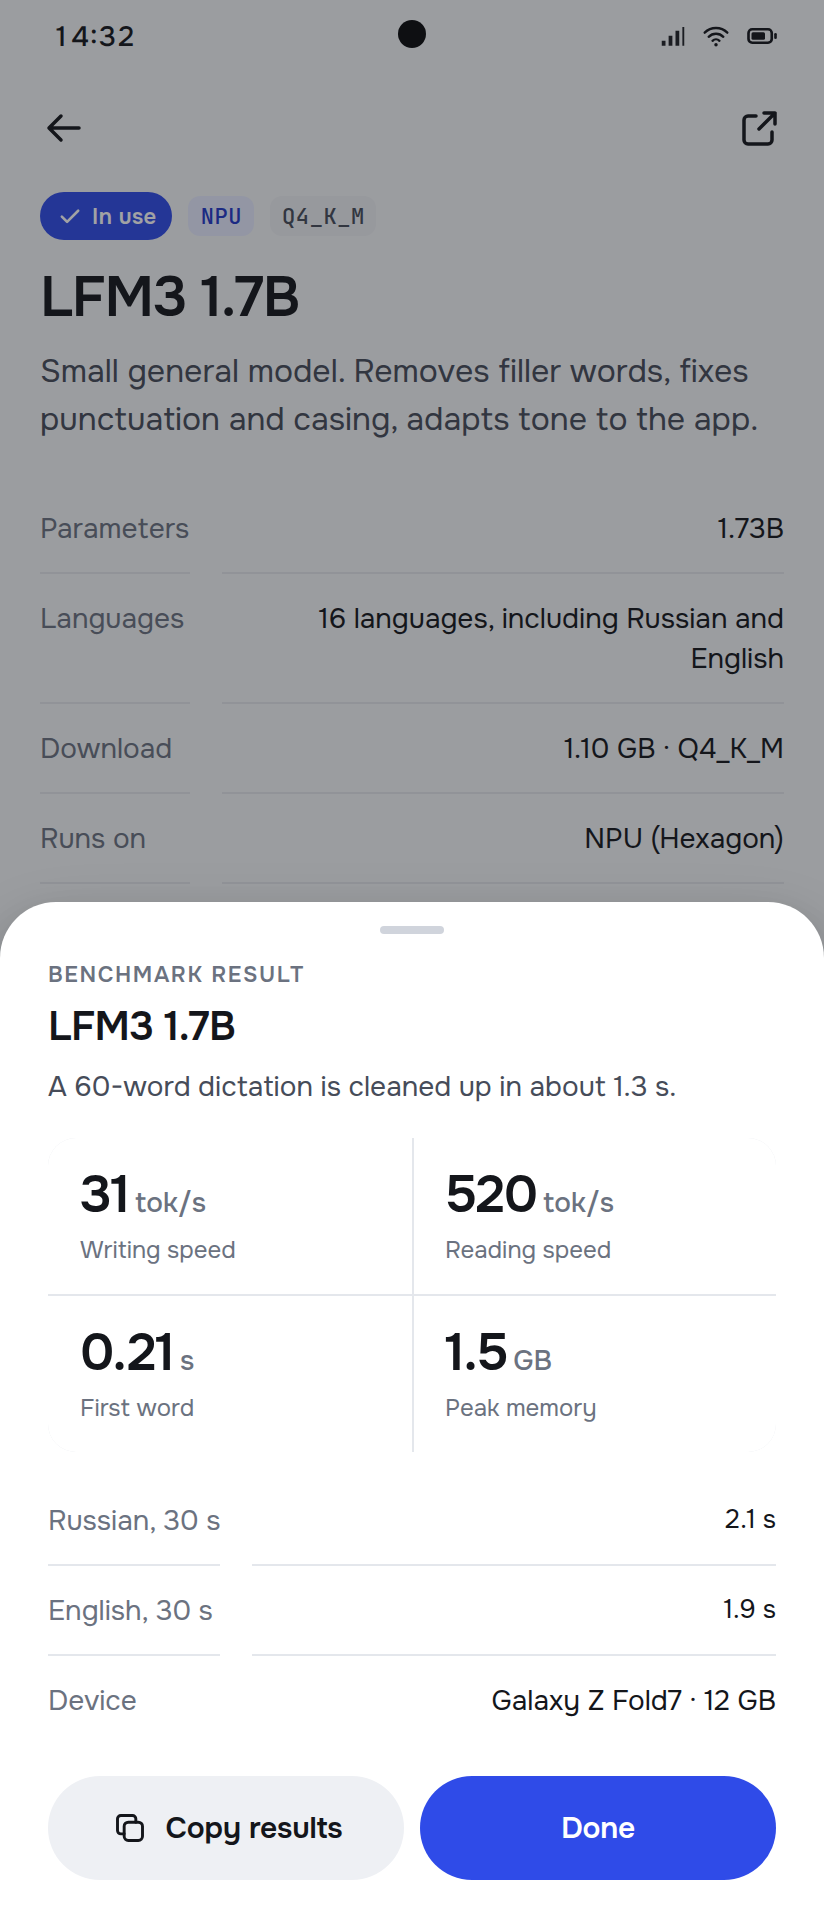 14:32
In use
NPU
Q4_K_M
LFM3 1.7B
Small general model. Removes filler words, fixes
punctuation and casing, adapts tone to the app.
Parameters
1.73B
Languages
16 languages, including Russian and
English
Download
1.10 GB · Q4_K_M
Runs on
NPU (Hexagon)
BENCHMARK RESULT
LFM3 1.7B
A 60-word dictation is cleaned up in about 1.3 s.
31 tok/s
Writing speed
520 tok/s
Reading speed
0.21 s
First word
1.5 GB
Peak memory
Russian, 30 s
2.1 s
English, 30 s
1.9 s
Device
Galaxy Z Fold7 · 12 GB
Copy results
Done